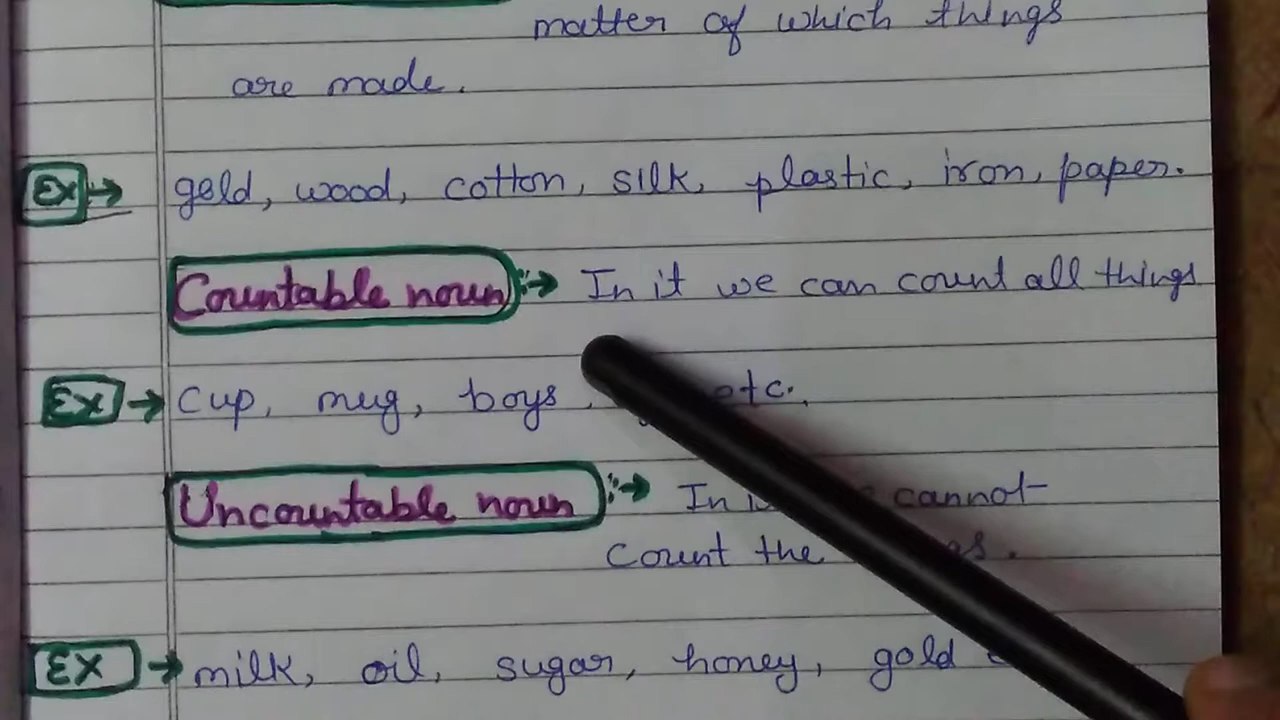 matter of which things
are made.
Ex → gold, wood, cotton, silk, plastic, iron, paper.
Countable noun :→ In it we can count all things
Ex → cup, mug, boys, etc.
Uncountable noun :→ In cannot
count the
Ex → milk, oil, sugar, honey, gold